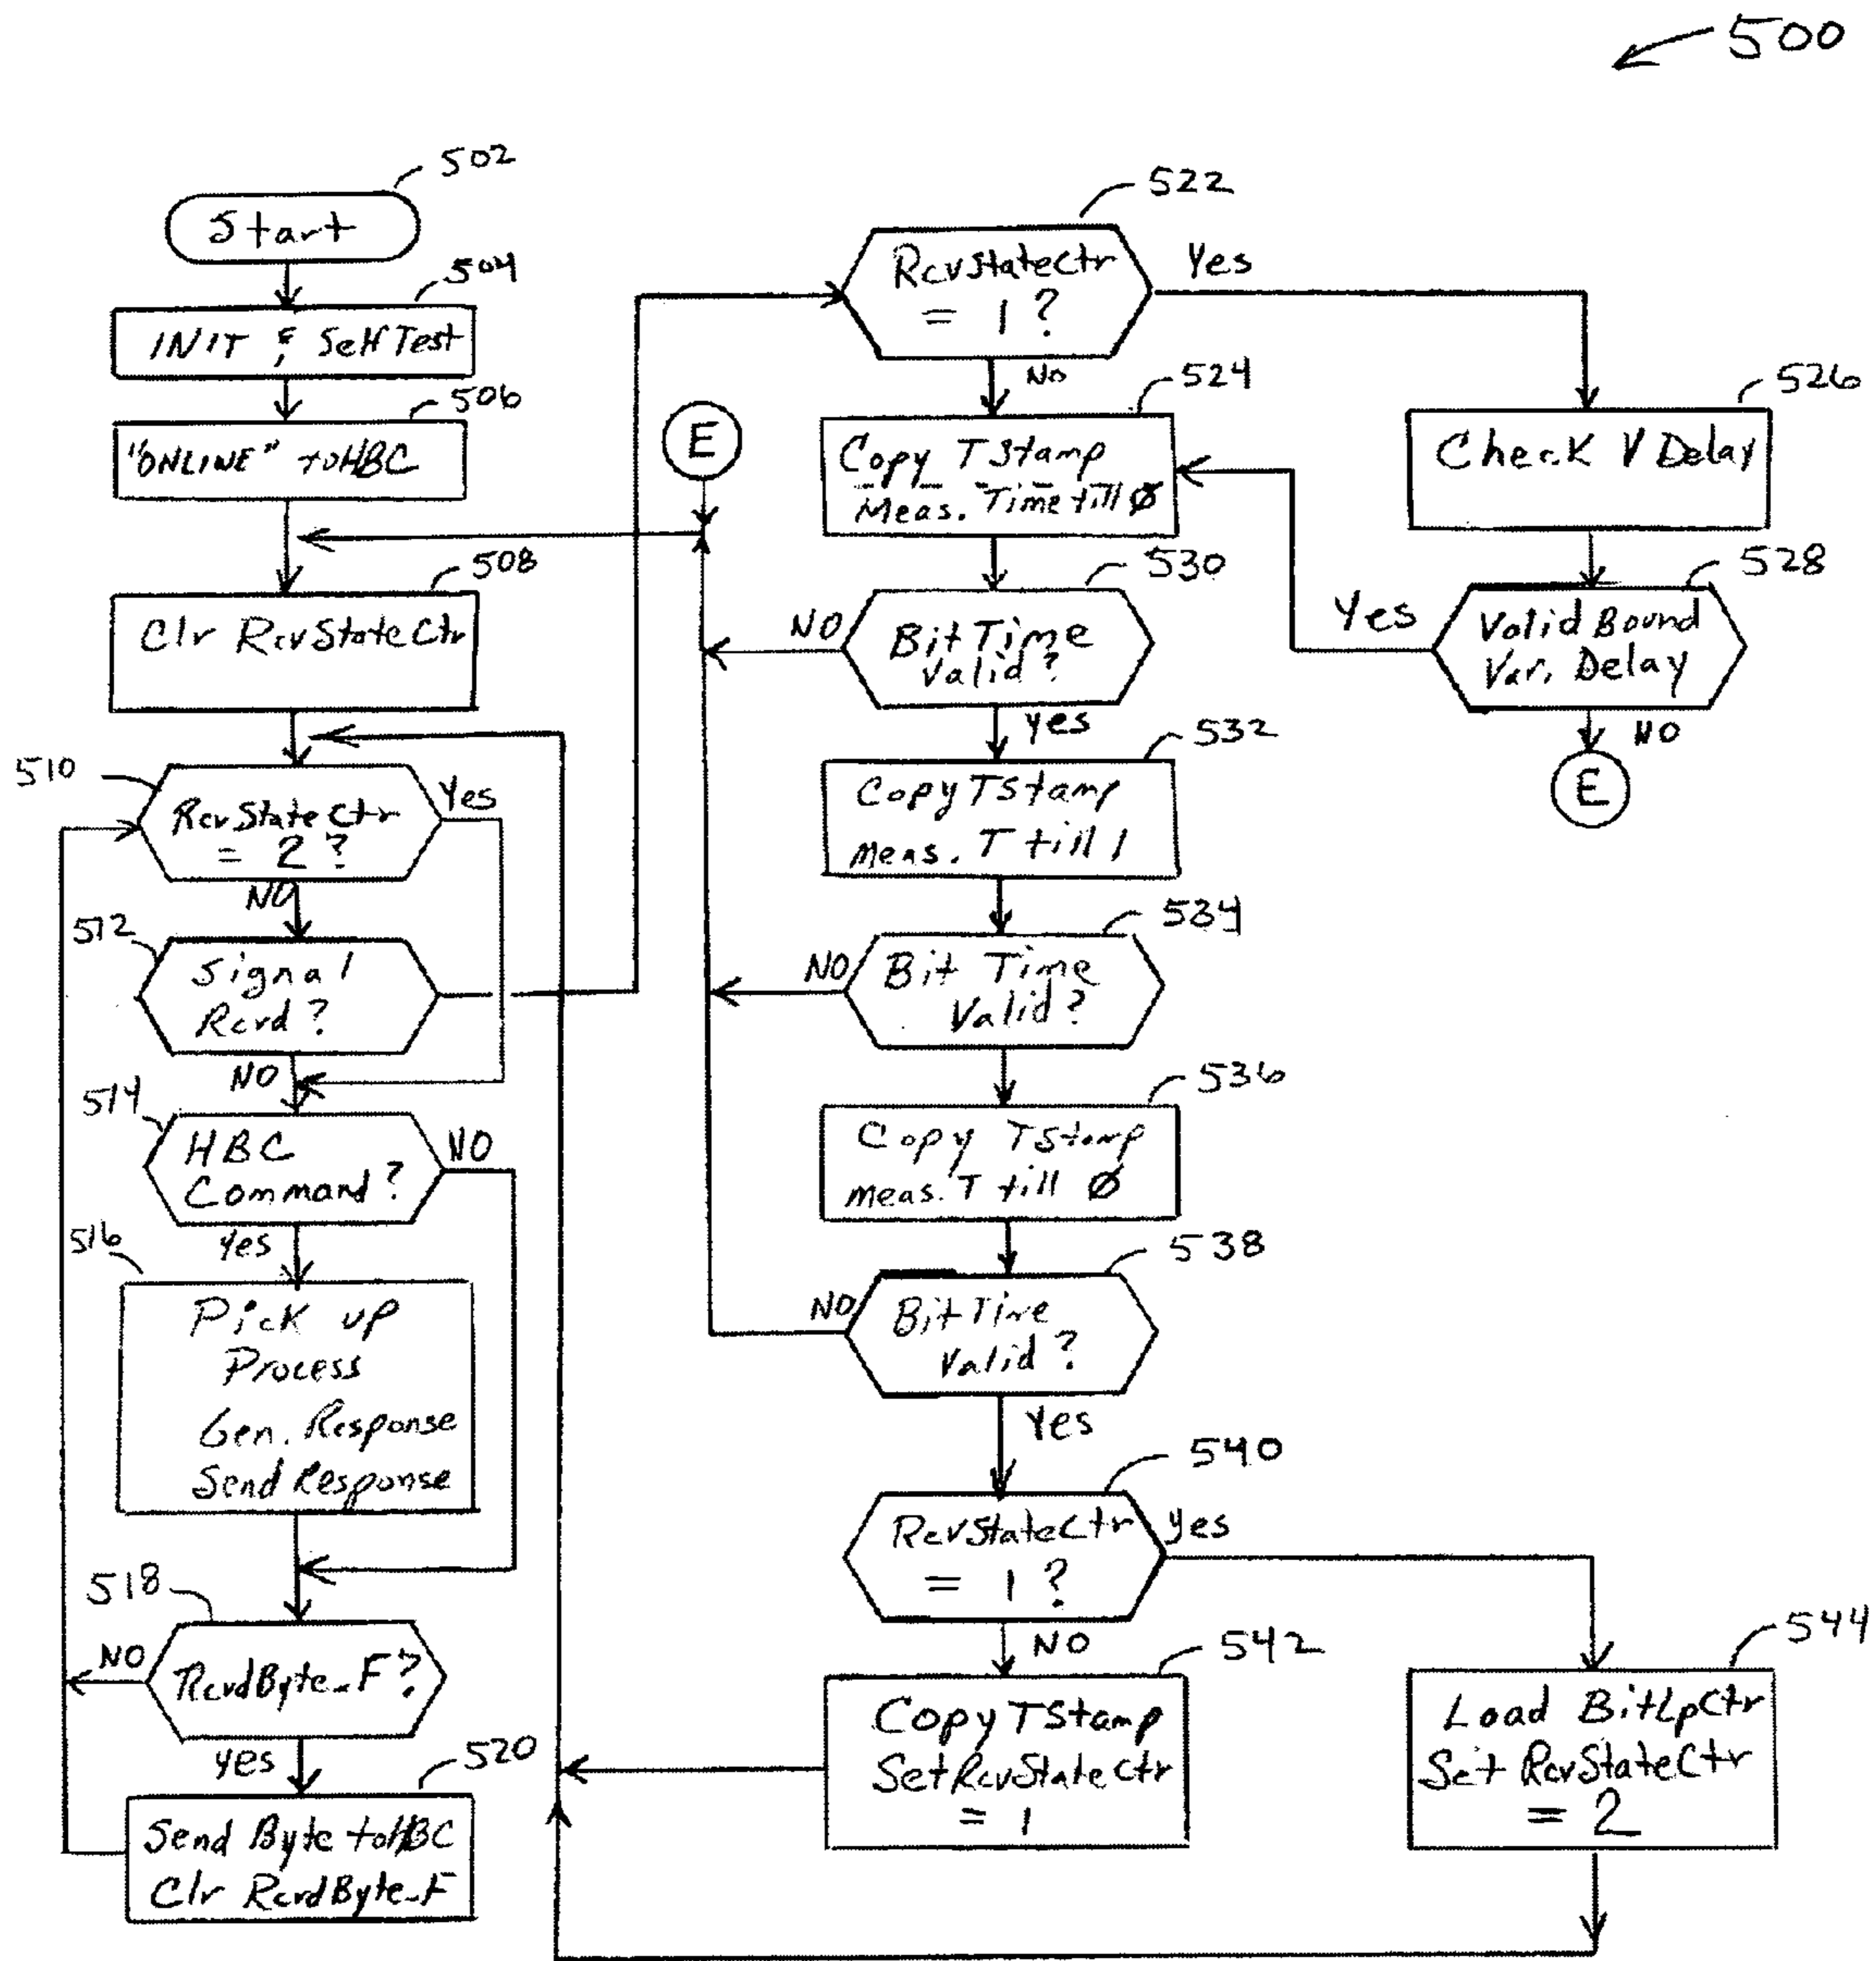 500
502
Start
504
INIT & Self Test
506
"ONLINE" to HBC
E
508
Clr RcvStateCtr
510
RcvStateCtr
= 2 ?
Yes
NO
512
Signal
Rcvd ?
NO
514
HBC
Command ?
NO
Yes
516
Pick up
Process
Gen. Response
Send Response
518
RcvdByte_F ?
NO
Yes
520
Send Byte to HBC
Clr RcvdByte_F
522
RcvStateCtr
= 1 ?
Yes
No
524
Copy TStamp
Meas. Time till Ø
526
Check V Delay
528
Valid Bound
Var. Delay
Yes
NO
E
530
Bit Time
Valid ?
NO
Yes
532
Copy TStamp
Meas. T till 1
534
Bit Time
Valid ?
NO
536
Copy TStamp
Meas. T till Ø
538
Bit Time
Valid ?
NO
Yes
540
RcvStateCtr
= 1 ?
Yes
NO
542
Copy TStamp
Set RcvStateCtr
= 1
544
Load BitLpCtr
Set RcvStateCtr
= 2